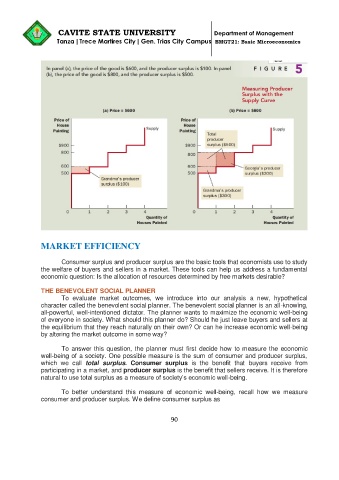 CAVITE STATE UNIVERSITY Department of Management
Tanza |Trece Martires City|Gen. Trias City Campus BMGT21: Basic Microeconomics
In panel (a), the price of the good is $600, and the producer surplus is $100. In panel
(b), the price of the good is $800, and the producer surplus is $500.
FIGURE 5
Measuring Producer
Surplus with the
Supply Curve
(a) Price = $600
Price of
House
Painting
Supply
$900
800
600
500
Grandma's producer
surplus ($100)
0 1 2 3 4
Quantity of
Houses Painted
(b) Price = $800
Price of
House
Painting
Total
producer
surplus ($500)
Supply
$900
800
600
500
Georgia's producer
surplus ($200)
Grandma's producer
surplus ($300)
0 1 2 3 4
Quantity of
Houses Painted
MARKET EFFICIENCY
Consumer surplus and producer surplus are the basic tools that economists use to study
the welfare of buyers and sellers in a market. These tools can help us address a fundamental
economic question: Is the allocation of resources determined by free markets desirable?
THE BENEVOLENT SOCIAL PLANNER
To evaluate market outcomes, we introduce into our analysis a new, hypothetical
character called the benevolent social planner. The benevolent social planner is an all-knowing,
all-powerful, well-intentioned dictator. The planner wants to maximize the economic well-being
of everyone in society. What should this planner do? Should he just leave buyers and sellers at
the equilibrium that they reach naturally on their own? Or can he increase economic well-being
by altering the market outcome in some way?
To answer this question, the planner must first decide how to measure the economic
well-being of a society. One possible measure is the sum of consumer and producer surplus,
which we call total surplus. Consumer surplus is the benefit that buyers receive from
participating in a market, and producer surplus is the benefit that sellers receive. It is therefore
natural to use total surplus as a measure of society's economic well-being.
To better understand this measure of economic well-being, recall how we measure
consumer and producer surplus. We define consumer surplus as
90